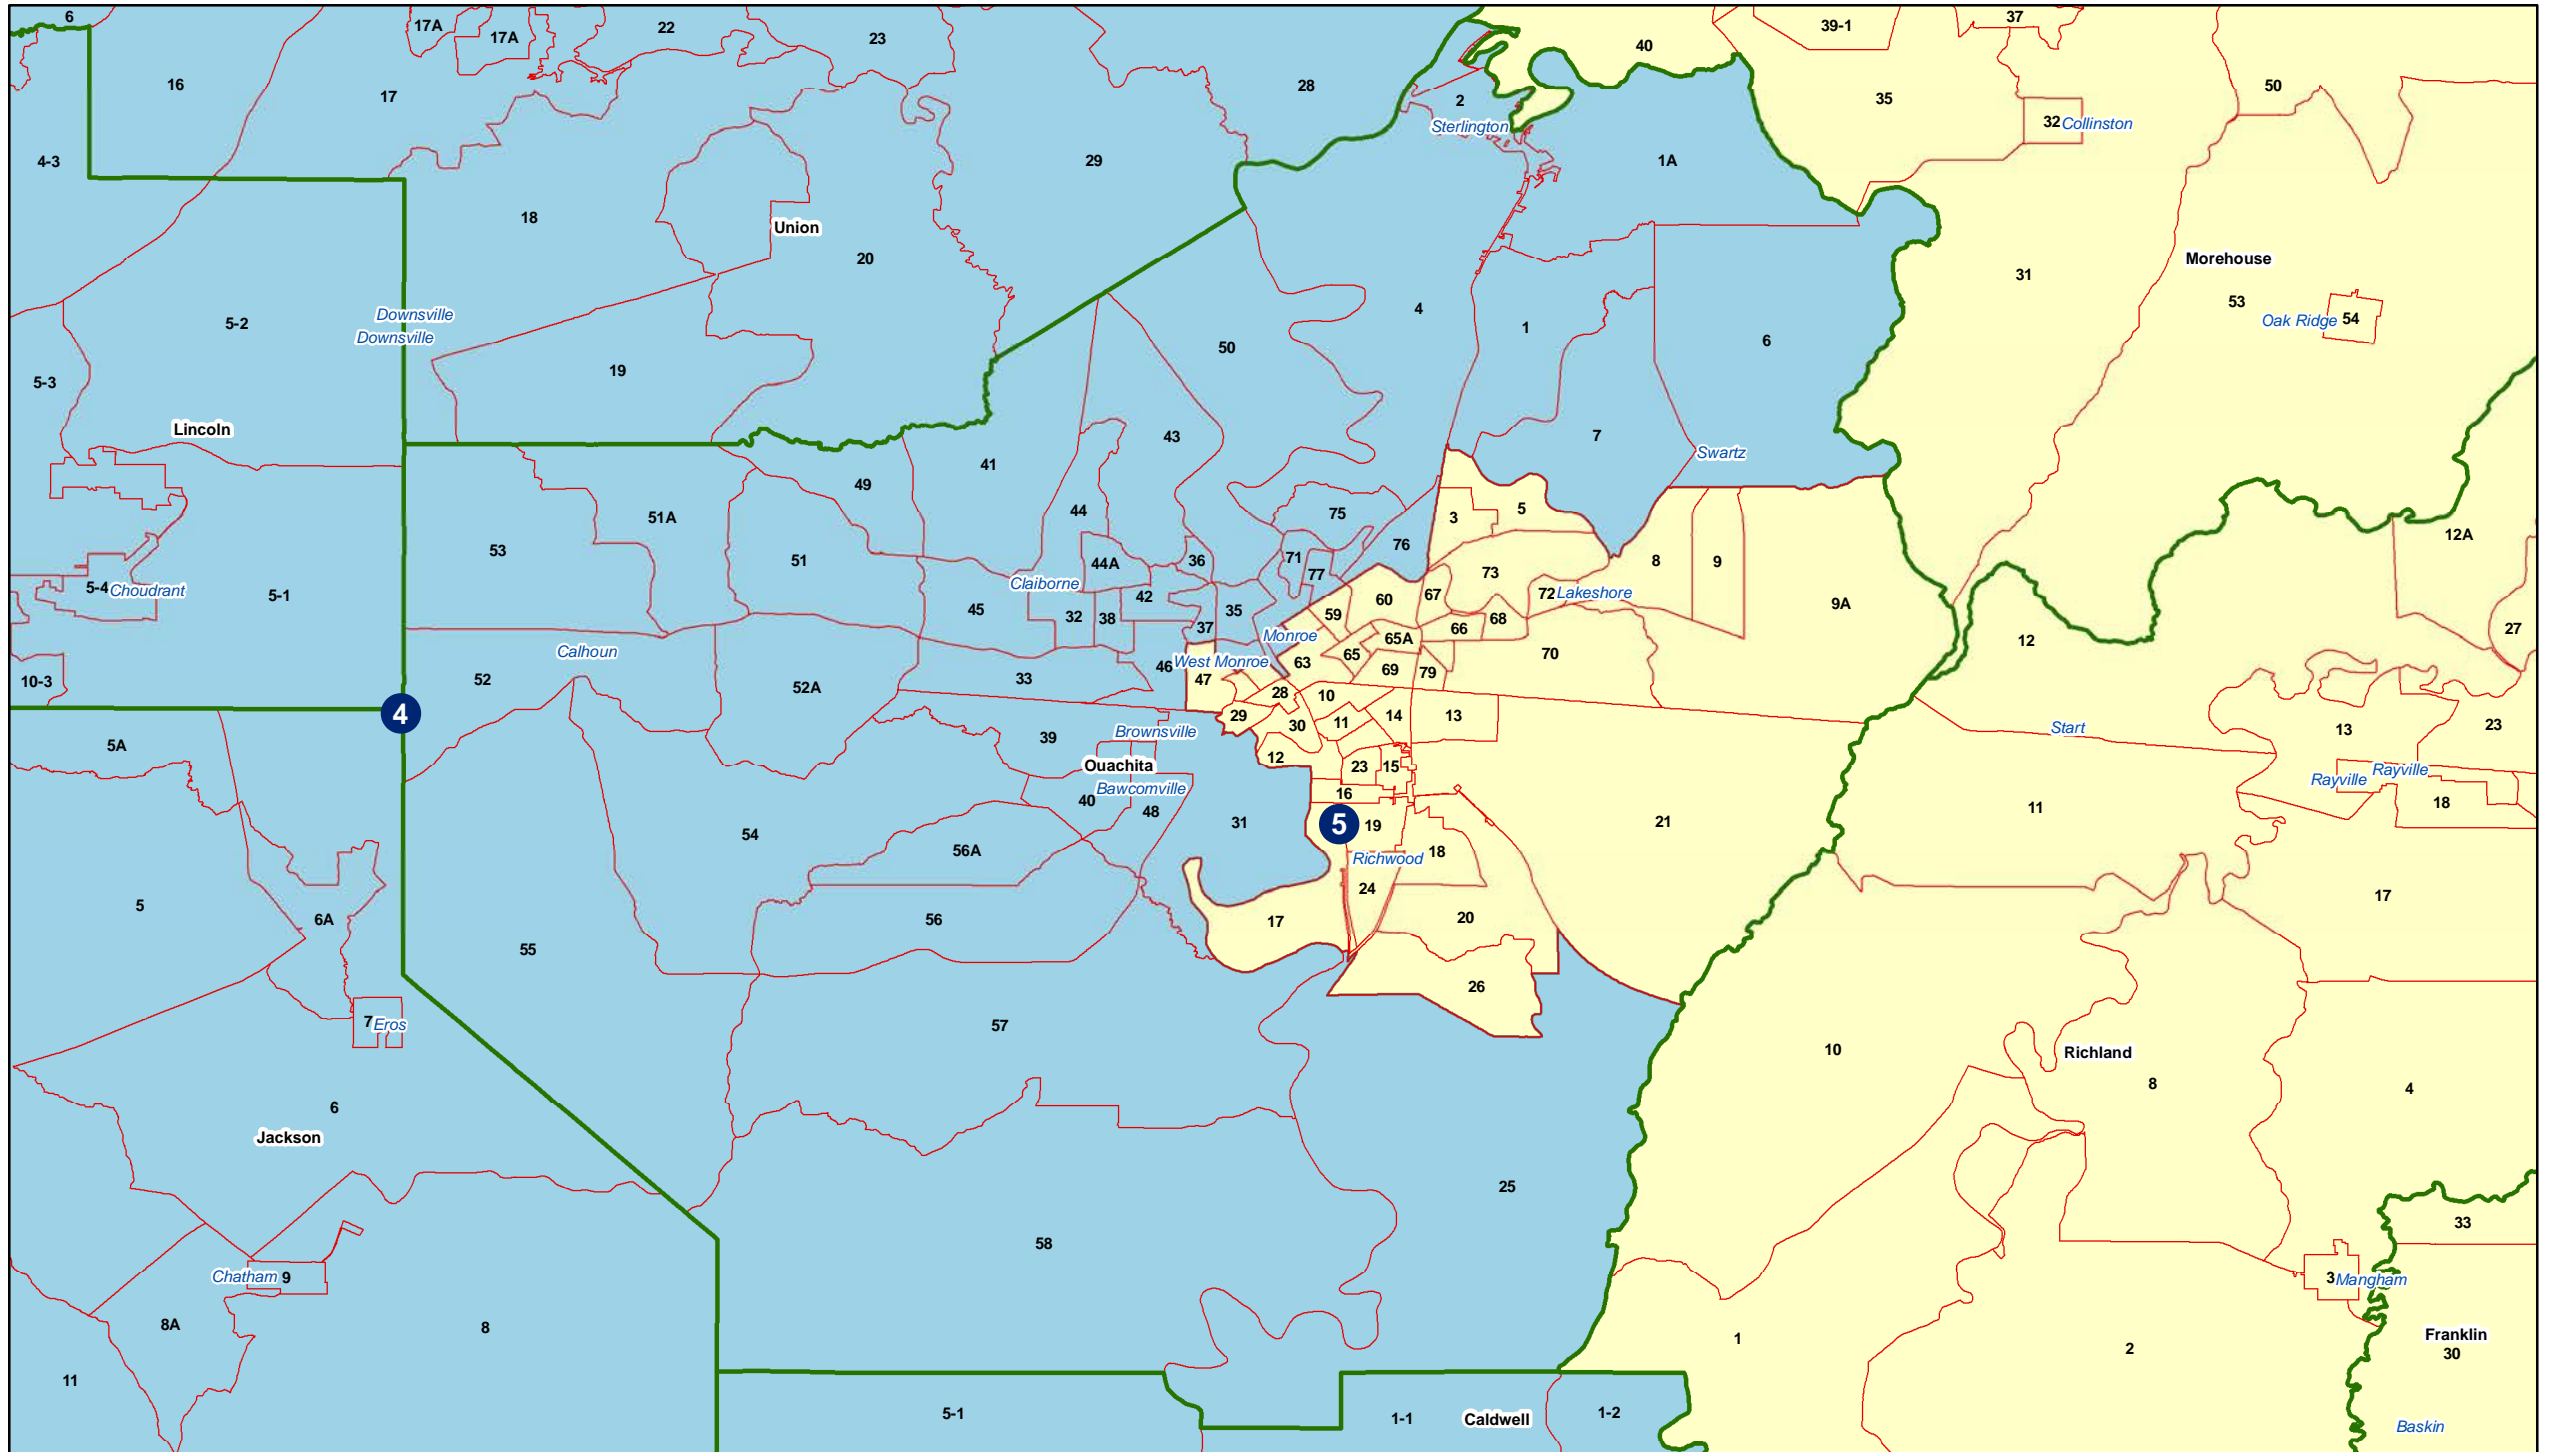 6
17A
17A
22
23
40
39-1
37
16
17
28
2
35
50
Sterlington
32 Collinston
4-3
29
1A
18
Union
20
Morehouse
31
53
Downsville
5-2
Downsville
4
1
6
Oak Ridge 54
50
5-3
19
Lincoln
43
7
Swartz
41
49
44
75
3
5
51A
76
12A
53
51
44A
36
71
77
73
8
9
5-4 Choudrant
5-1
Claiborne
42
45
32
38
35
37
59
60
67
72 Lakeshore
9A
68
66
27
Monroe
65A
12
Calhoun
46 West Monroe
63
65
70
10-3
52
52A
33
47
69
79
28
10
4
29
30
11
14
13
Start
13
23
5A
39
Brownsville
12
23
15
Ouachita
Rayville
Rayville
40
Bawcomville
48
16
11
18
54
31
5
19
21
56A
Richwood
18
24
5
6A
56
17
20
17
55
26
7 Eros
57
10
Richland
8
4
6
Jackson
25
58
33
Chatham 9
3 Mangham
8A
8
1
2
Franklin
30
11
5-1
1-1
Caldwell
1-2
Baskin